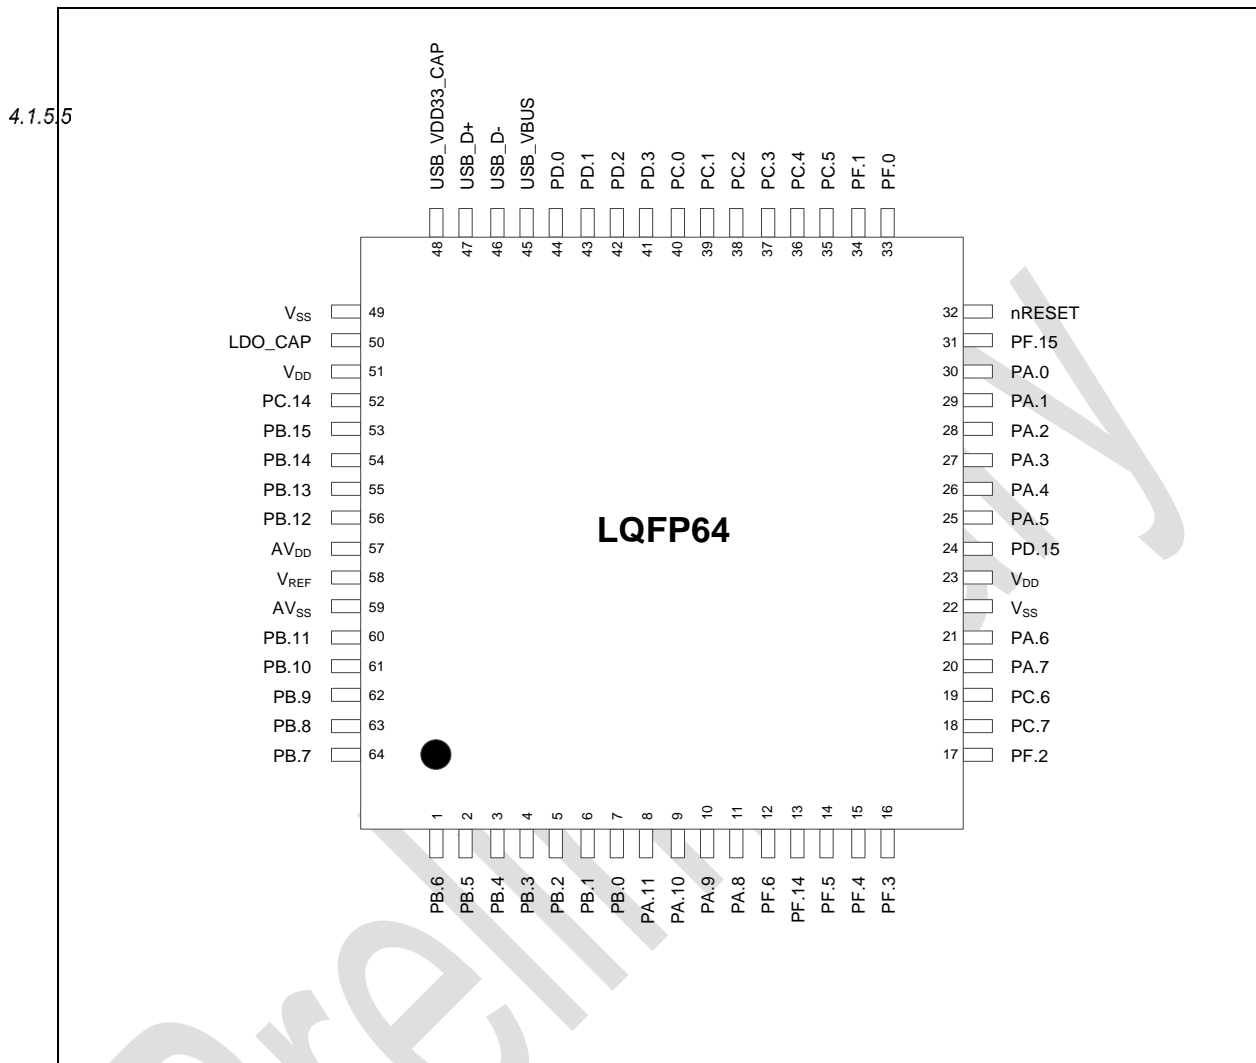 4.1.5.5
USB_VDD33_CAP
USB_D+
USB_D-
USB_VBUS
PD.0
PD.1
PD.2
PD.3
PC.0
PC.1
PC.2
PC.3
PC.4
PC.5
PF.1
PF.0
48 47 46 45 44 43 42 41 40 39 38 37 36 35 34 33
VSS 49
LDO_CAP 50
VDD 51
PC.14 52
PB.15 53
PB.14 54
PB.13 55
PB.12 56
AVDD 57
VREF 58
AVSS 59
PB.11 60
PB.10 61
PB.9 62
PB.8 63
PB.7 64
LQFP64
32 nRESET
31 PF.15
30 PA.0
29 PA.1
28 PA.2
27 PA.3
26 PA.4
25 PA.5
24 PD.15
23 VDD
22 VSS
21 PA.6
20 PA.7
19 PC.6
18 PC.7
17 PF.2
1 2 3 4 5 6 7 8 9 10 11 12 13 14 15 16
PB.6
PB.5
PB.4
PB.3
PB.2
PB.1
PB.0
PA.11
PA.10
PA.9
PA.8
PF.6
PF.14
PF.5
PF.4
PF.3